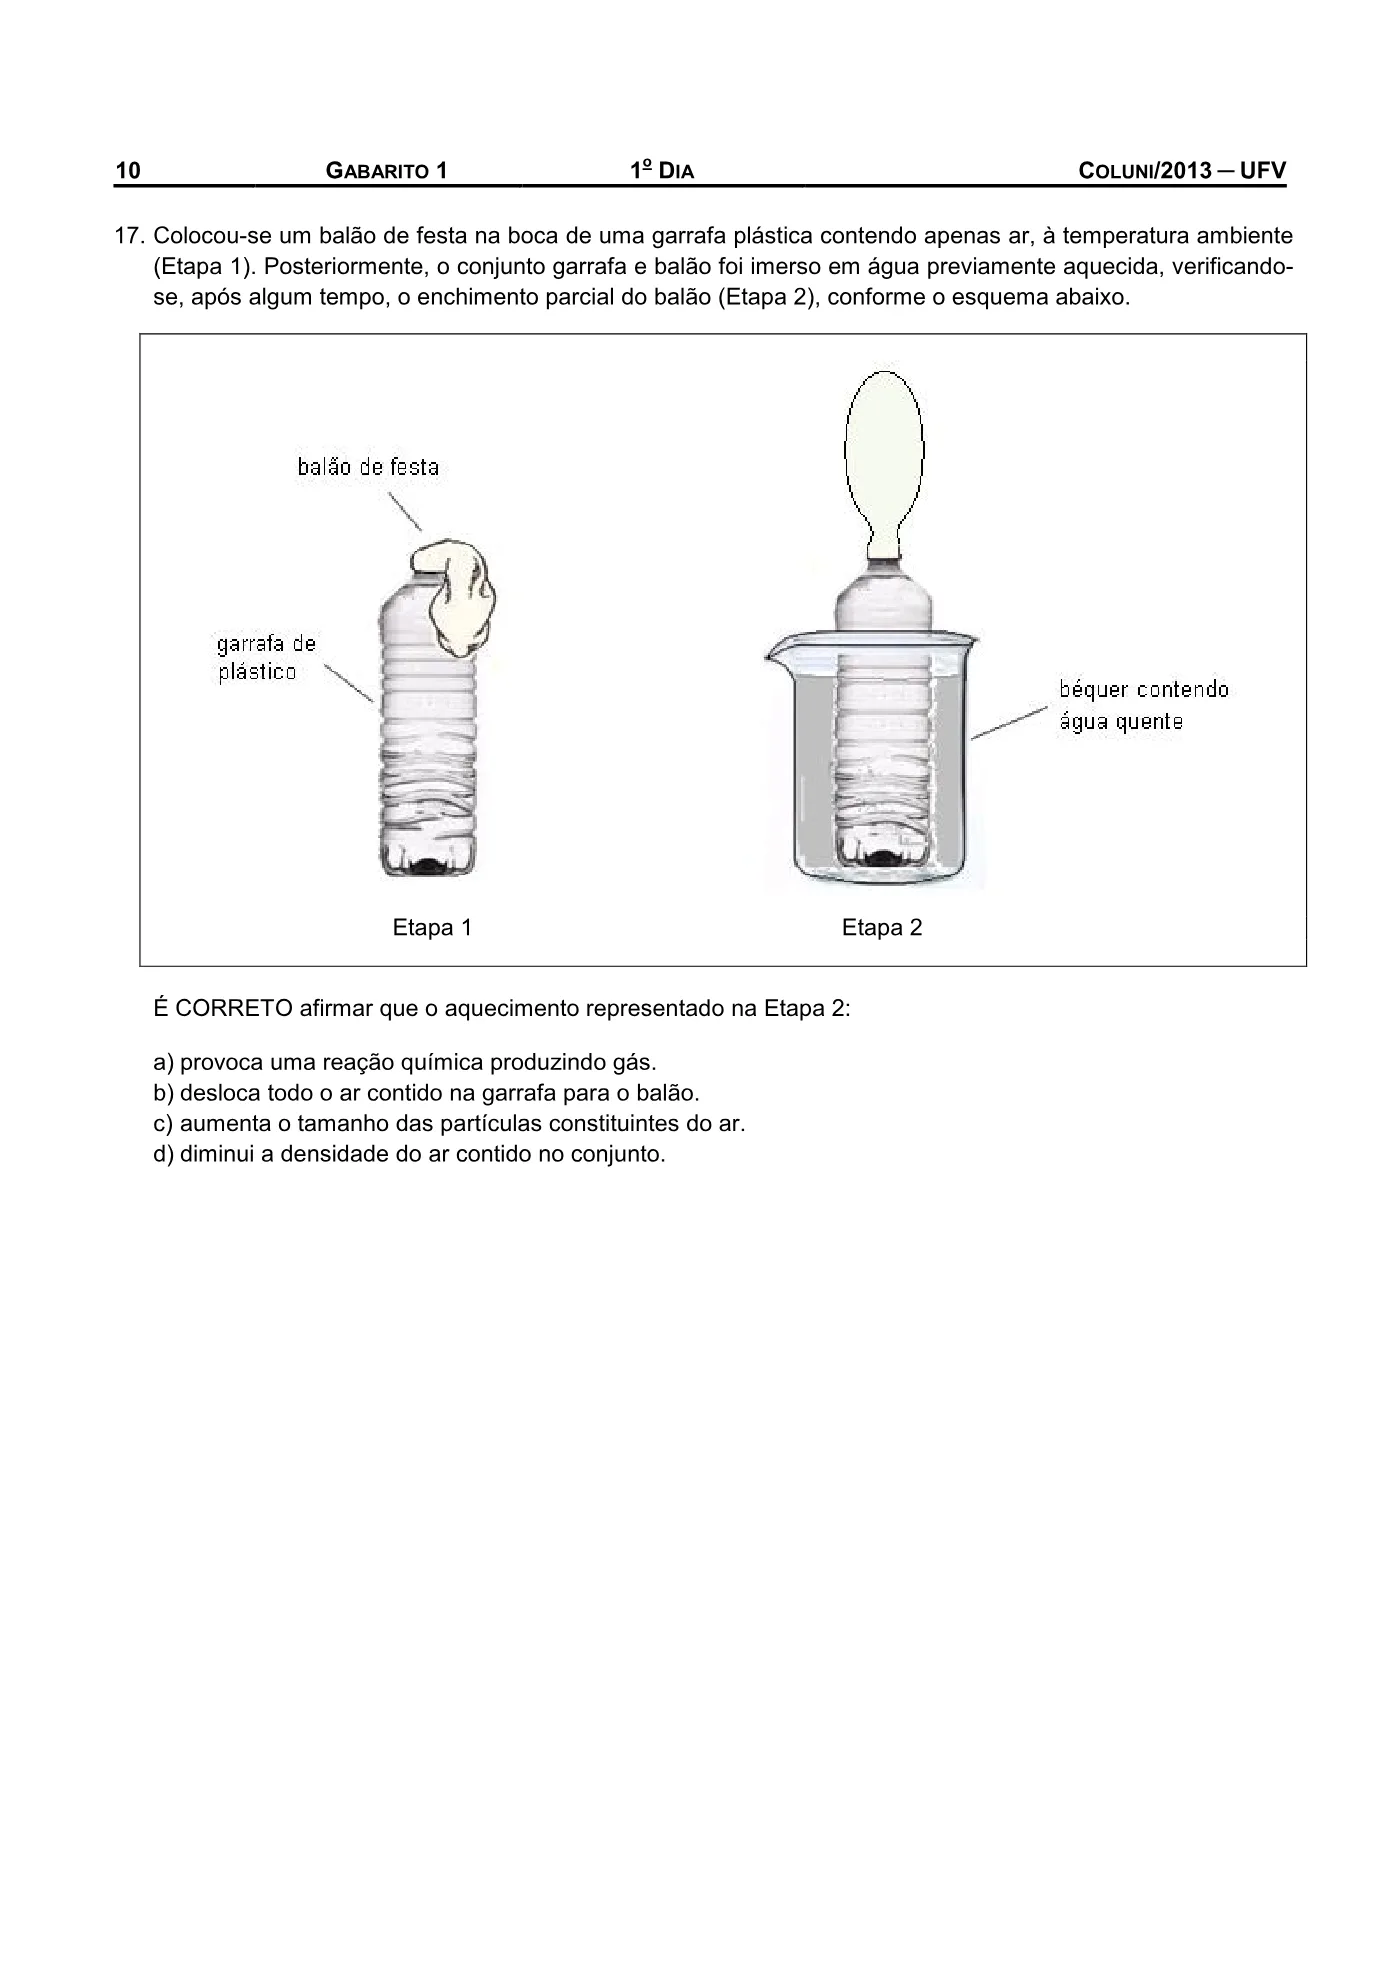 10 GABARITO 1 1º DIA COLUNI/2013 — UFV
17. Colocou-se um balão de festa na boca de uma garrafa plástica contendo apenas ar, à temperatura ambiente
(Etapa 1). Posteriormente, o conjunto garrafa e balão foi imerso em água previamente aquecida, verificando-
se, após algum tempo, o enchimento parcial do balão (Etapa 2), conforme o esquema abaixo.
balão de festa
garrafa de
plástico
béquer contendo
água quente
Etapa 1
Etapa 2
É CORRETO afirmar que o aquecimento representado na Etapa 2:
a) provoca uma reação química produzindo gás.
b) desloca todo o ar contido na garrafa para o balão.
c) aumenta o tamanho das partículas constituintes do ar.
d) diminui a densidade do ar contido no conjunto.